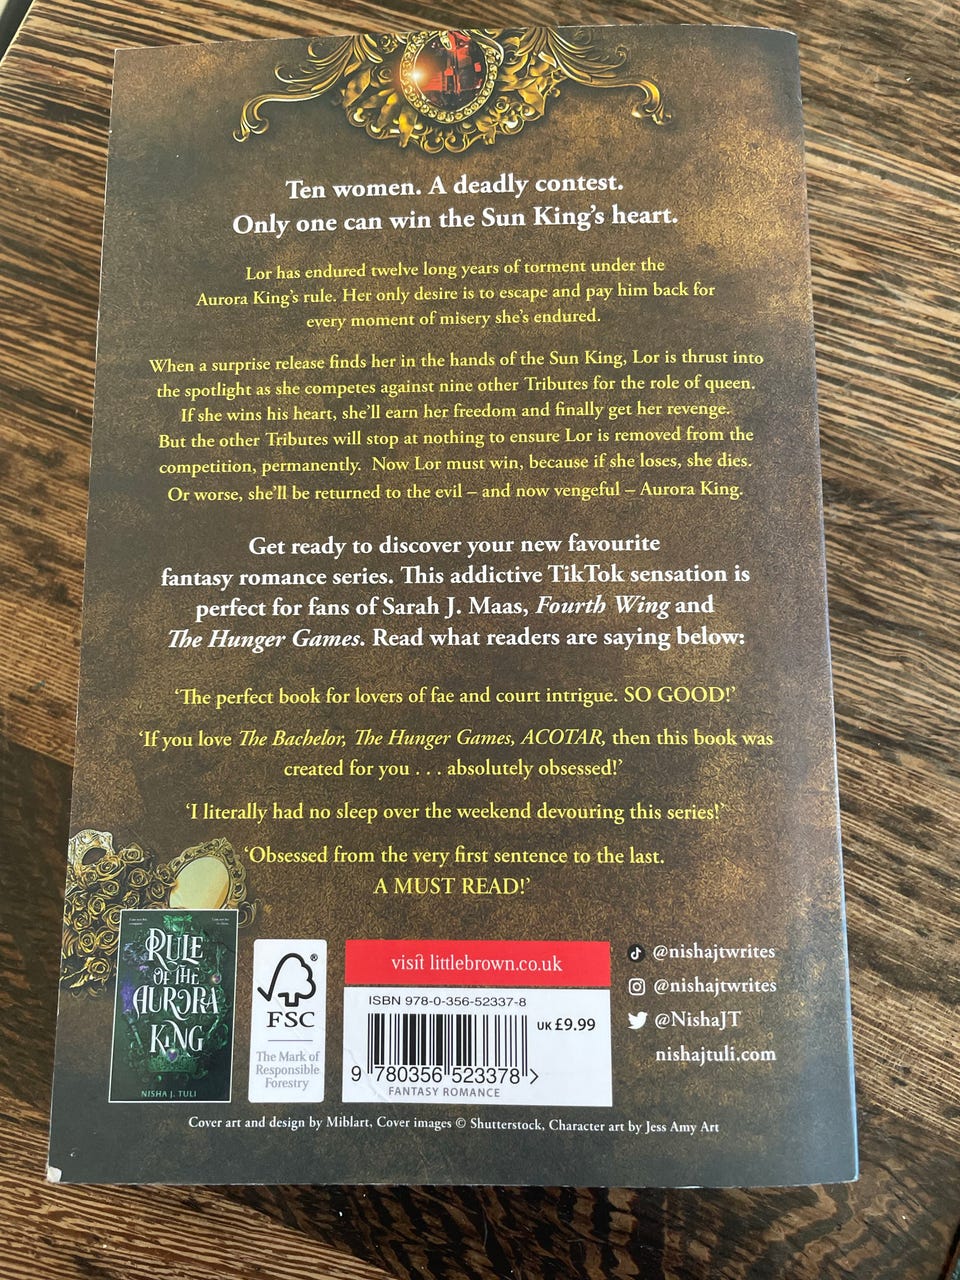 Ten women. A deadly contest.
Only one can win the Sun King's heart.
Lor has endured twelve long years of torment under the
Aurora King's rule. Her only desire is to escape and pay him back for
every moment of misery she's endured.
When a surprise release finds her in the hands of the Sun King, Lor is thrust into
the spotlight as she competes against nine other Tributes for the role of queen.
If she wins his heart, she'll earn her freedom and finally get her revenge.
But the other Tributes will stop at nothing to ensure Lor is removed from the
competition, permanently. Now Lor must win, because if she loses, she dies.
Or worse, she'll be returned to the evil – and now vengeful – Aurora King.
Get ready to discover your new favourite
fantasy romance series. This addictive TikTok sensation is
perfect for fans of Sarah J. Maas, Fourth Wing and
The Hunger Games. Read what readers are saying below:
'The perfect book for lovers of fae and court intrigue. SO GOOD!'
'If you love The Bachelor, The Hunger Games, ACOTAR, then this book was
created for you . . . absolutely obsessed!'
'I literally had no sleep over the weekend devouring this series!'
'Obsessed from the very first sentence to the last.
A MUST READ!'
RULE
OF THE
AURORA
KING
NISHA J. TULI
®
FSC
The Mark of
Responsible
Forestry
visit littlebrown.co.uk
ISBN 978-0-356-52337-8
UK £9.99
9 780356 523378 >
FANTASY ROMANCE
@nishajtwrites
@nishajtwrites
@NishaJT
nishajtuli.com
Cover art and design by Miblart, Cover images © Shutterstock, Character art by Jess Amy Art